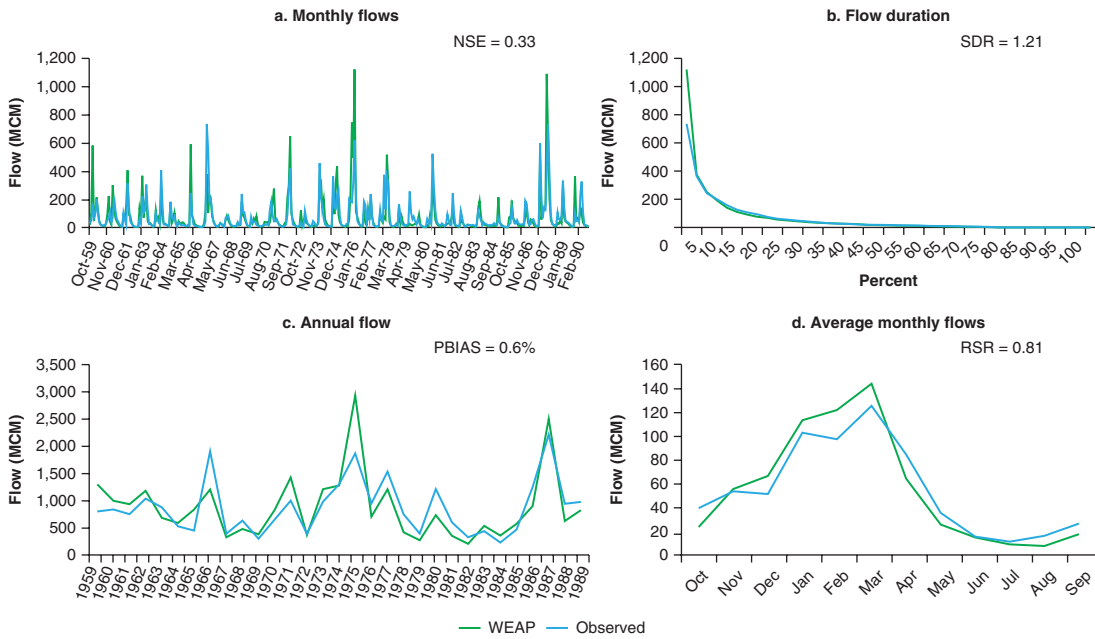 a. Monthly flows
NSE = 0.33
Flow (MCM)
1,200
1,000
800
600
400
200
0
Oct-59
Nov-60
Dec-61
Jan-63
Feb-64
Mar-65
Apr-66
May-67
Jun-68
Jul-69
Aug-70
Sep-71
Oct-72
Nov-73
Dec-74
Jan-76
Feb-77
Mar-78
Apr-79
May-80
Jun-81
Jul-82
Aug-83
Sep-84
Oct-85
Nov-86
Dec-87
Jan-89
Feb-90
b. Flow duration
SDR = 1.21
Flow (MCM)
1,200
1,000
800
600
400
200
0
5
10
15
20
25
30
35
40
45
50
55
60
65
70
75
80
85
90
95
100
Percent
c. Annual flow
PBIAS = 0.6%
Flow (MCM)
3,500
3,000
2,500
2,000
1,500
1,000
500
0
1959
1960
1961
1962
1963
1964
1965
1966
1967
1968
1969
1970
1971
1972
1973
1974
1975
1976
1977
1978
1979
1980
1981
1982
1983
1984
1985
1986
1987
1988
1989
d. Average monthly flows
RSR = 0.81
Flow (MCM)
160
140
120
100
80
60
40
20
0
Oct
Nov
Dec
Jan
Feb
Mar
Apr
May
Jun
Jul
Aug
Sep
WEAP
Observed